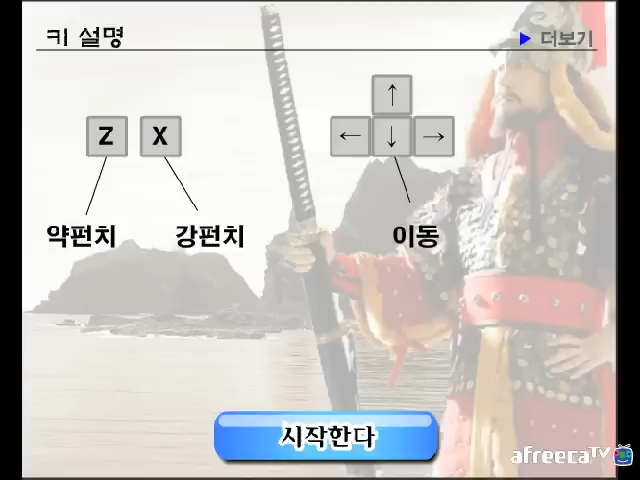 키 설명
▶ 더보기
↑
Z X ← ↓ →
약펀치 강펀치 이동
시작한다
afreecaTV